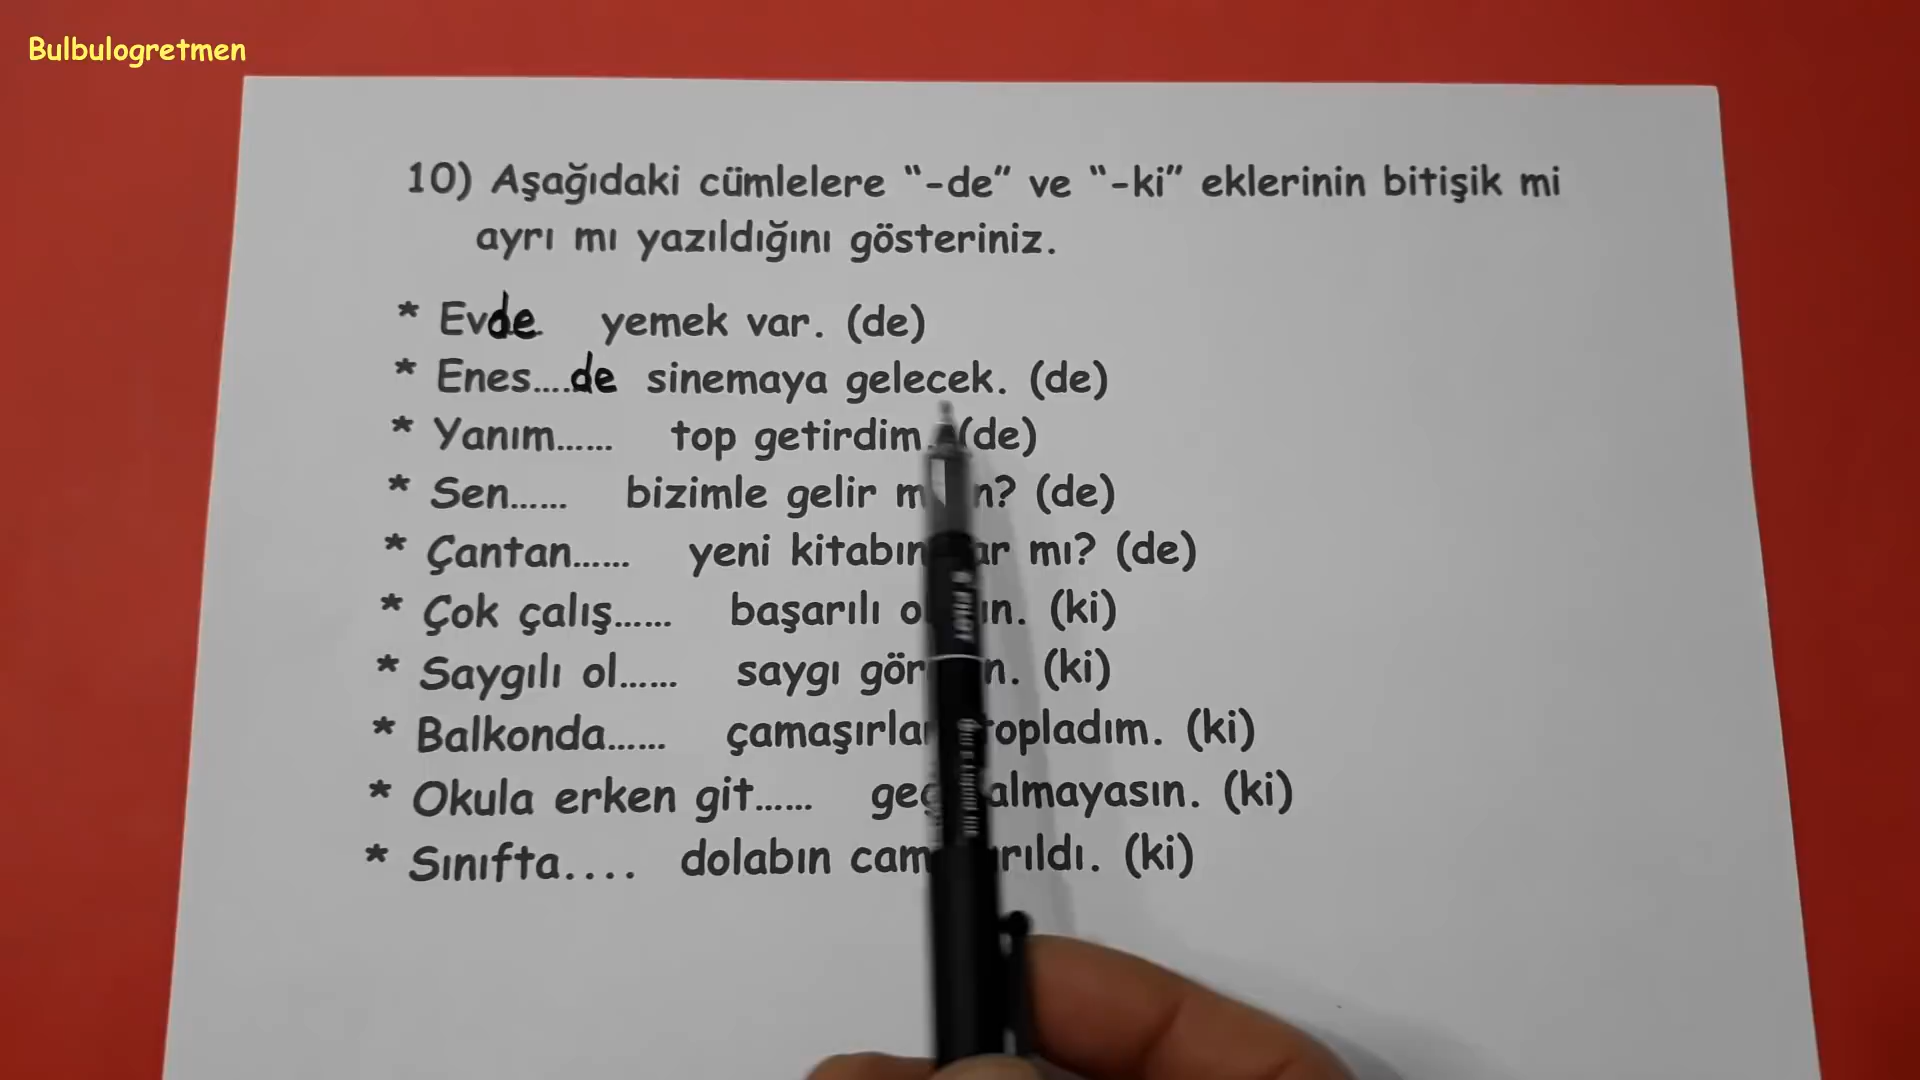 Bulbulogretmen
10) Aşağıdaki cümlelere “-de” ve “-ki” eklerinin bitişik mi
ayrı mı yazıldığını gösteriniz.
* Evde yemek var. (de)
* Enes....de sinemaya gelecek. (de)
* Yanım...... top getirdim. (de)
* Sen...... bizimle gelir (de)
* Çantan...... yeni mı? (de)
* Çok çalış...... başarılı (ki)
* Saygılı ol...... saygı (ki)
* Balkonda...... topladım. (ki)
* Okula erken git...... (ki)
* Sınıfta.... dolabın (ki)
PILOT